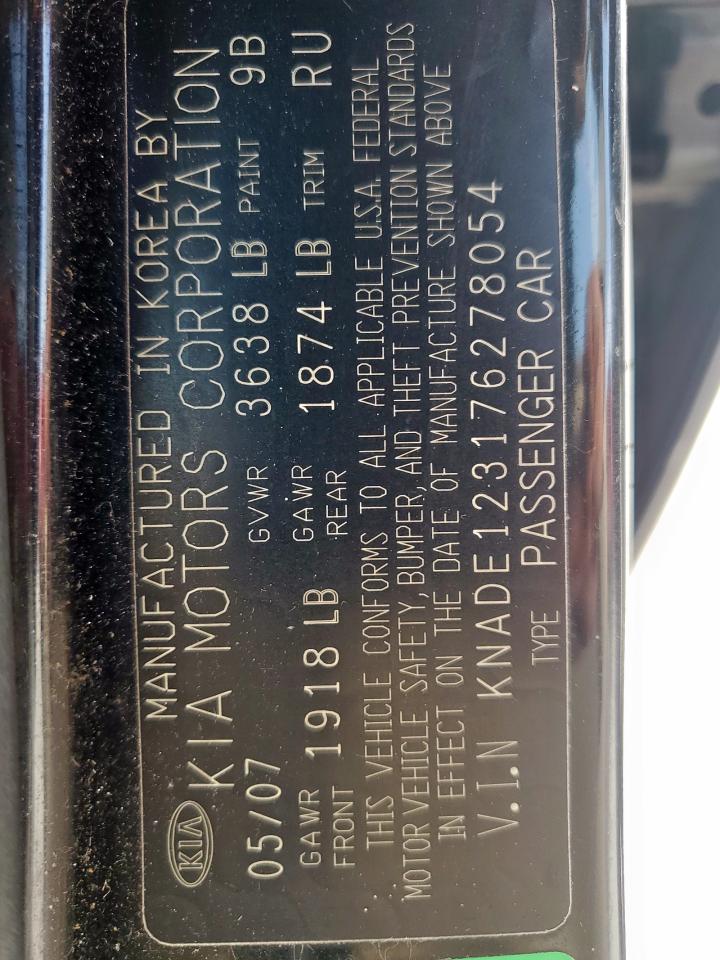 MANUFACTURED IN KOREA BY
KIA KIA MOTORS CORPORATION
05/07 GVWR 3638 LB PAINT 9B
GAWR FRONT 1918 LB GAWR REAR 1874 LB TRIM RU
THIS VEHICLE CONFORMS TO ALL APPLICABLE U.S.A. FEDERAL
MOTOR VEHICLE SAFETY, BUMPER, AND THEFT PREVENTION STANDARDS
IN EFFECT ON THE DATE OF MANUFACTURE SHOWN ABOVE
V.I.N KNADE123176278054
TYPE PASSENGER CAR